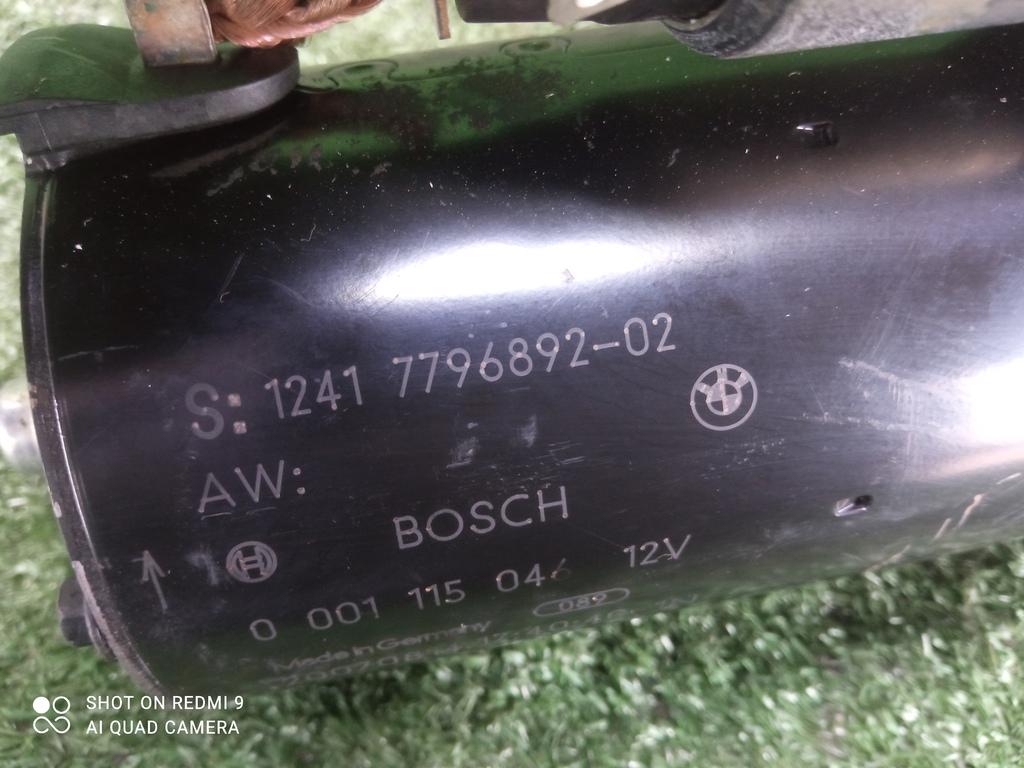 S: 1241 7796892-02
AW:
BOSCH
0 001 115 046 12V
089
Made in Germany
SHOT ON REDMI 9
AI QUAD CAMERA